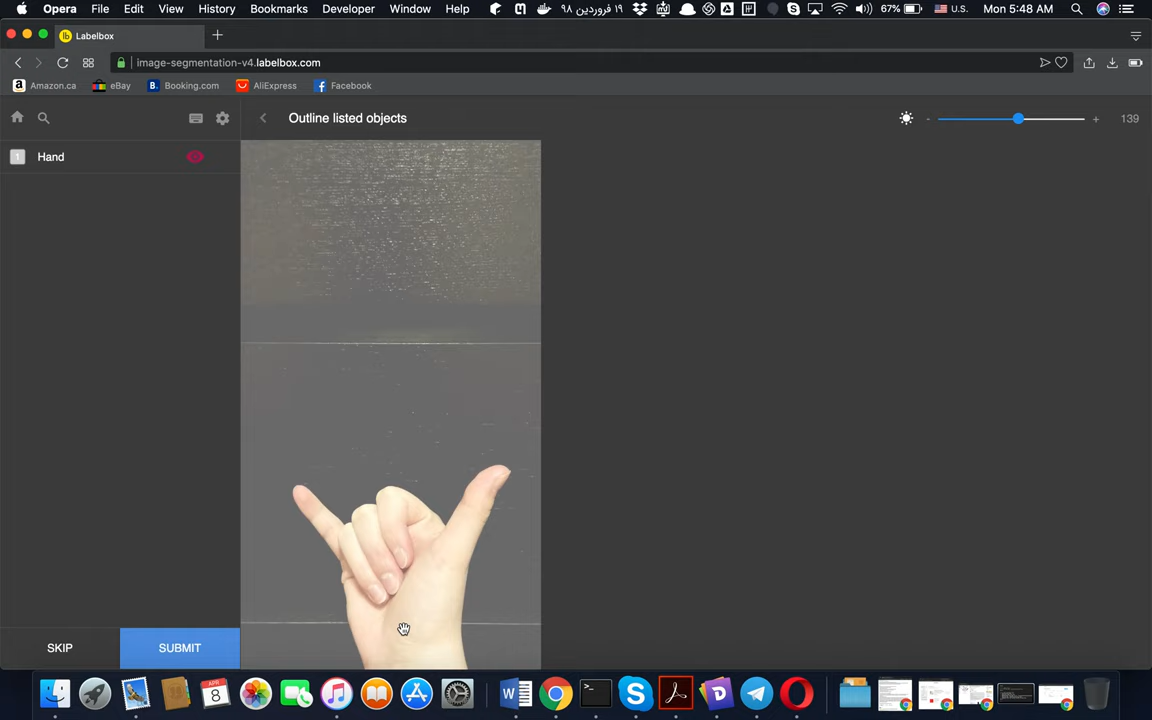 Opera File Edit View History Bookmarks Developer Window Help ۱۹ فروردین ۹۸ 67% U.S. Mon 5:48 AM
Labelbox
image-segmentation-v4.labelbox.com
Amazon.ca eBay Booking.com AliExpress Facebook
Outline listed objects - + 139
1 Hand
SKIP SUBMIT
APR
8